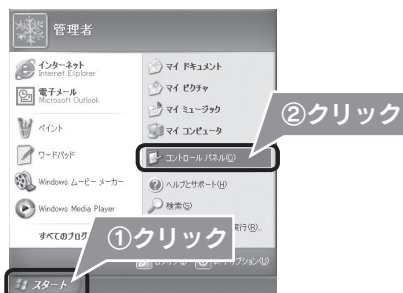 管理者
インターネット
Internet Explorer
電子メール
Microsoft Outlook
ペイント
ワードパッド
Windows ムービー メーカー
Windows Media Player
すべてのプログ
マイ ドキュメント
マイ ピクチャ
マイ ミュージック
マイ コンピュータ
コントロール パネル(C)
ヘルプとサポート(H)
検索(S)
行(R)...
②クリック
①クリック
スタート